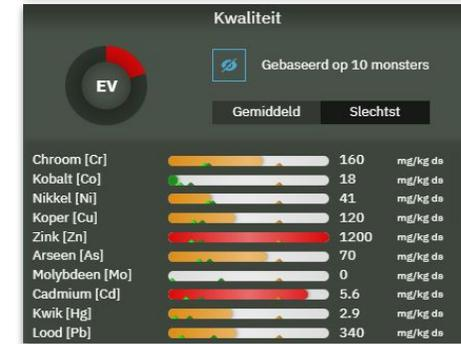 Kwaliteit
EV
Gebaseerd op 10 monsters
Gemiddeld Slechtst
Chroom [Cr] 160 mg/kg ds
Kobalt [Co] 18 mg/kg ds
Nikkel [Ni] 41 mg/kg ds
Koper [Cu] 120 mg/kg ds
Zink [Zn] 1200 mg/kg ds
Arseen [As] 70 mg/kg ds
Molybdeen [Mo] 0 mg/kg ds
Cadmium [Cd] 5.6 mg/kg ds
Kwik [Hg] 2.9 mg/kg ds
Lood [Pb] 340 mg/kg ds